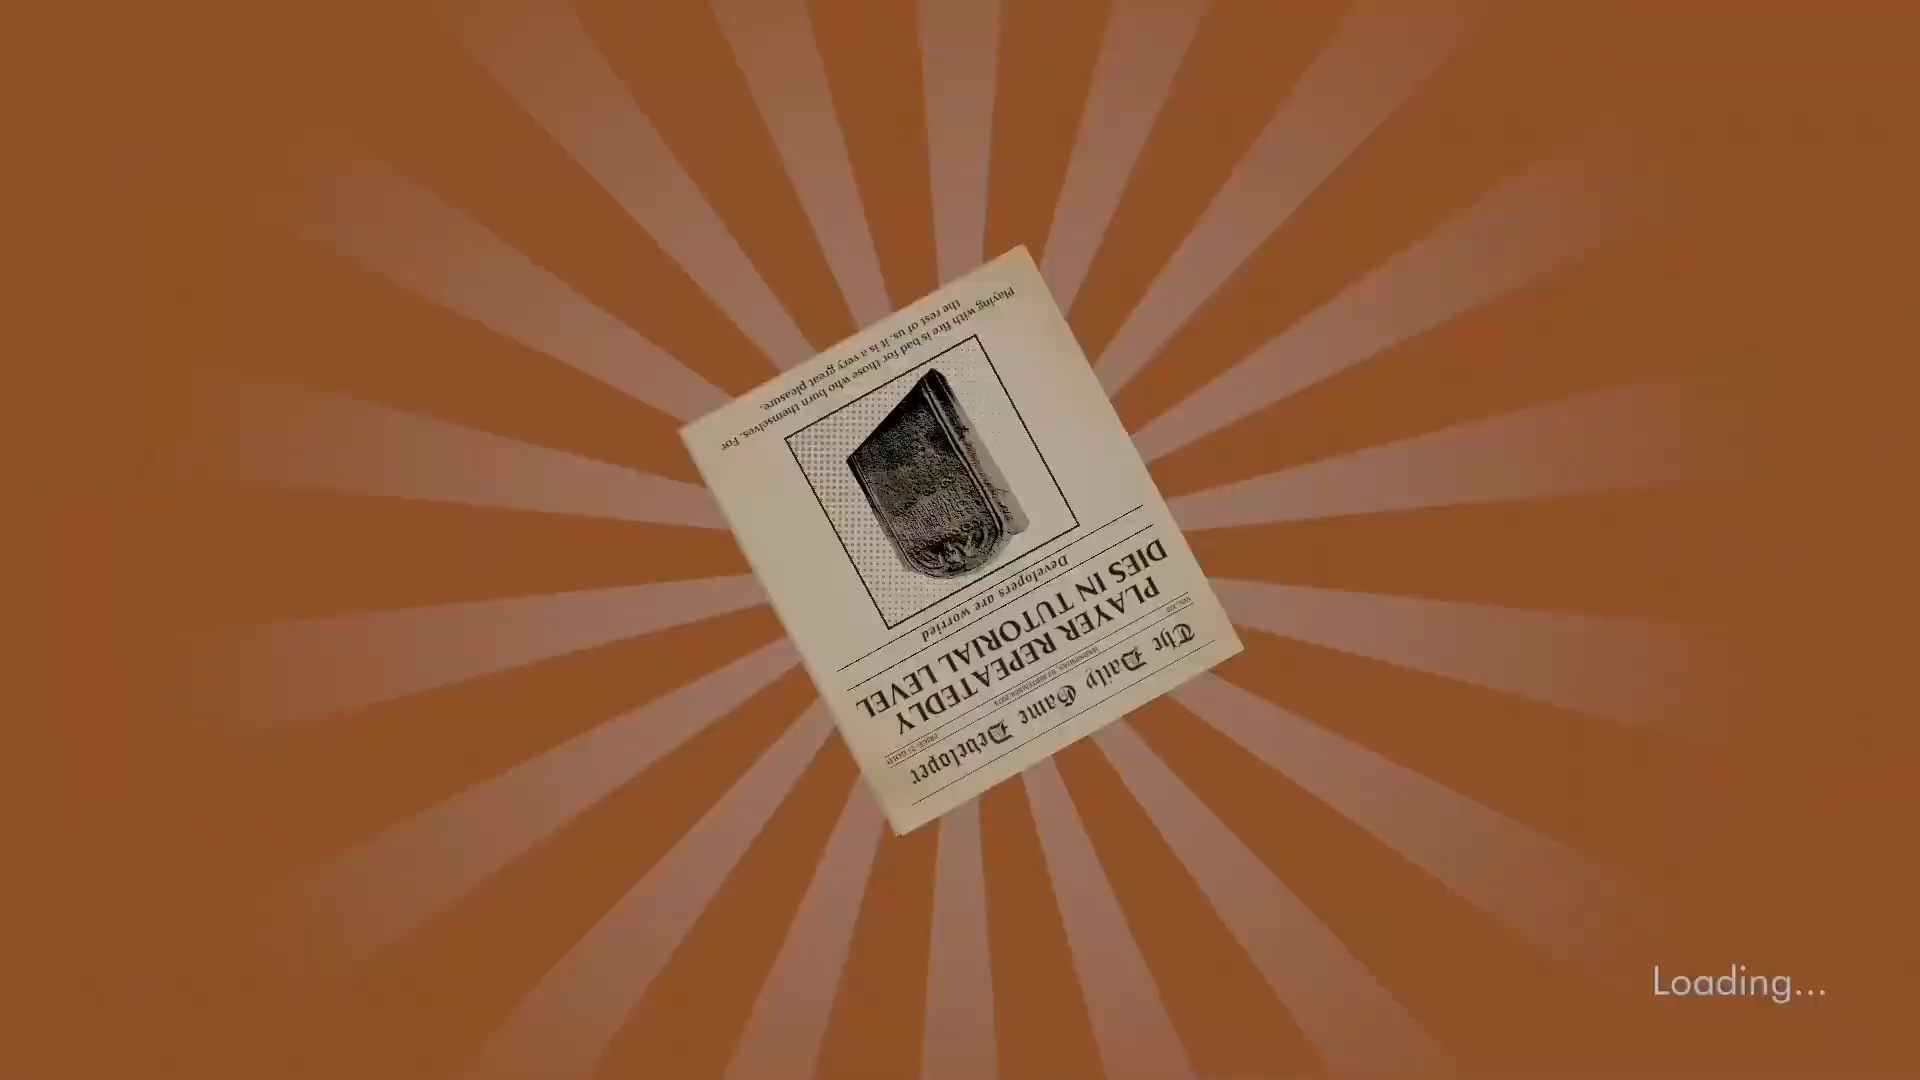 The Daily Game Developer
PLAYER REPEATEDLY
DIES IN TUTORIAL LEVEL
Developers are worried
Playing with fire is bad for those who burn themselves. For
the rest of us, it is a very great pleasure.
Loading...